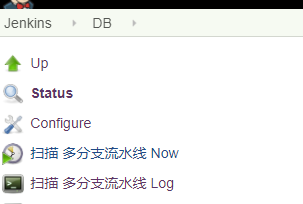 Jenkins DB
Up
Status
Configure
扫描 多分支流水线 Now
扫描 多分支流水线 Log